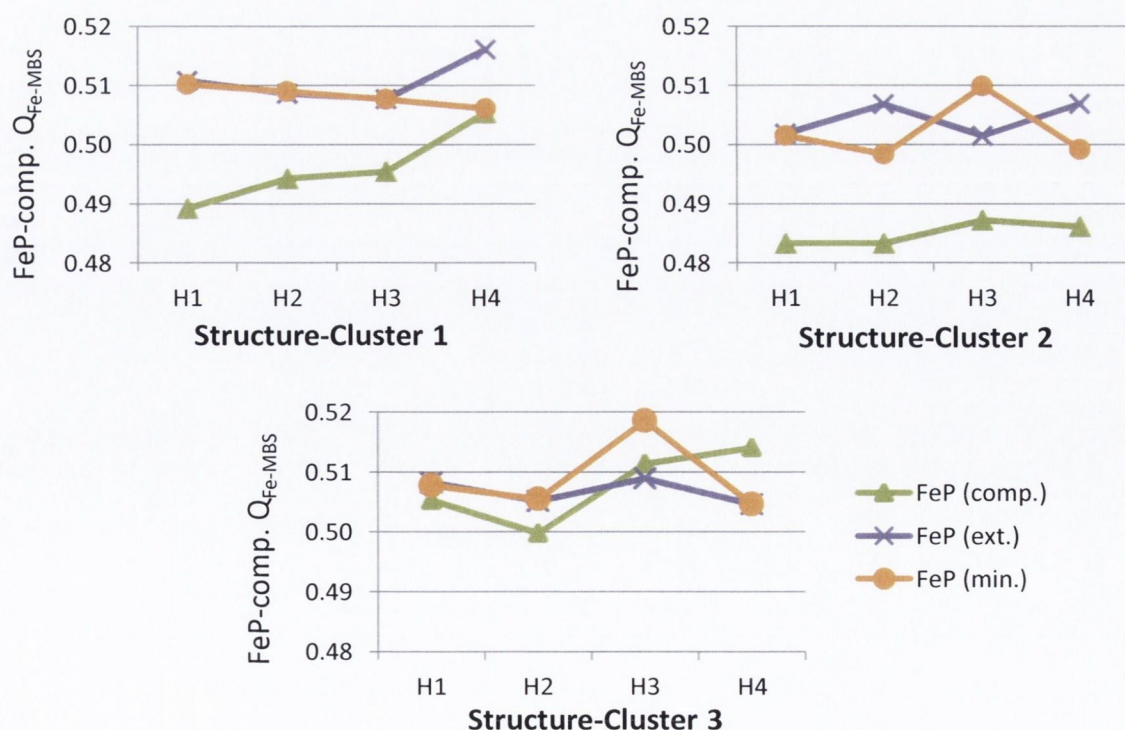 FeP-comp. Q_Fe-MBS
0.52
0.51
0.50
0.49
0.48
H1 H2 H3 H4
Structure-Cluster 1
FeP-comp. Q_Fe-MBS
0.52
0.51
0.50
0.49
0.48
H1 H2 H3 H4
Structure-Cluster 2
FeP-comp. Q_Fe-MBS
0.52
0.51
0.50
0.49
0.48
H1 H2 H3 H4
Structure-Cluster 3
FeP (comp.)
FeP (ext.)
FeP (min.)